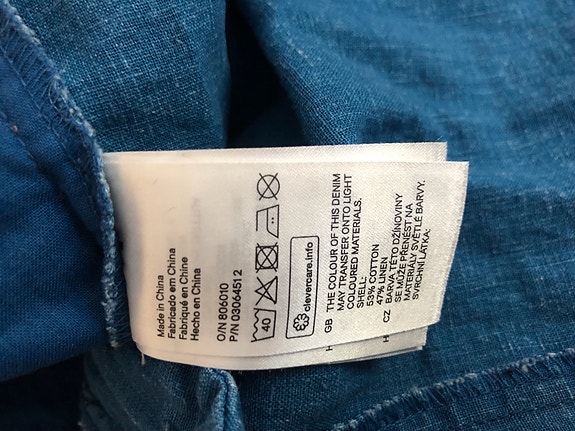 Made in China
Fabricado em China
Fabriqué en Chine
Hecho en China
O/N 806010
P/N 03064512
40
clevercare.info
GB THE COLOUR OF THIS DENIM
MAY TRANSFER ONTO LIGHT
COLOURED MATERIALS.
SHELL:
53% COTTON
47% LINEN
CZ BARVA TÉTO DŽÍNOVINY
SE MŮŽE PŘENÉST NA
MATERIÁLY SVĚTLÉ BARVY.
SVRCHNÍ LÁTKA: